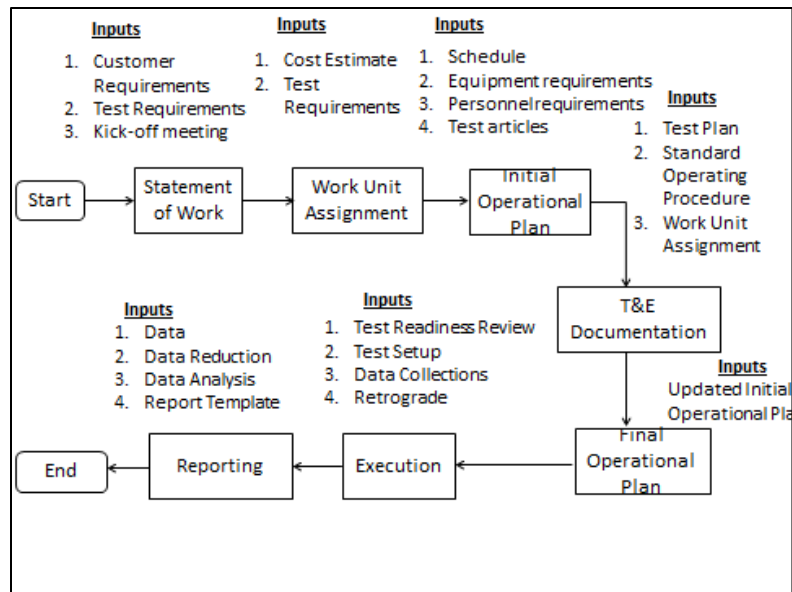 Inputs
1. Customer
Requirements
2. Test Requirements
3. Kick-off meeting
Inputs
1. Cost Estimate
2. Test
Requirements
Inputs
1. Schedule
2. Equipment requirements
3. Personnel requirements
4. Test articles
Inputs
1. Test Plan
2. Standard
Operating
Procedure
3. Work Unit
Assignment
Start
Statement
of Work
Work Unit
Assignment
Initial
Operational
Plan
T&E
Documentation
Inputs
Updated Initial
Operational Pla
Inputs
1. Data
2. Data Reduction
3. Data Analysis
4. Report Template
Inputs
1. Test Readiness Review
2. Test Setup
3. Data Collections
4. Retrograde
Final
Operational
Plan
Execution
Reporting
End